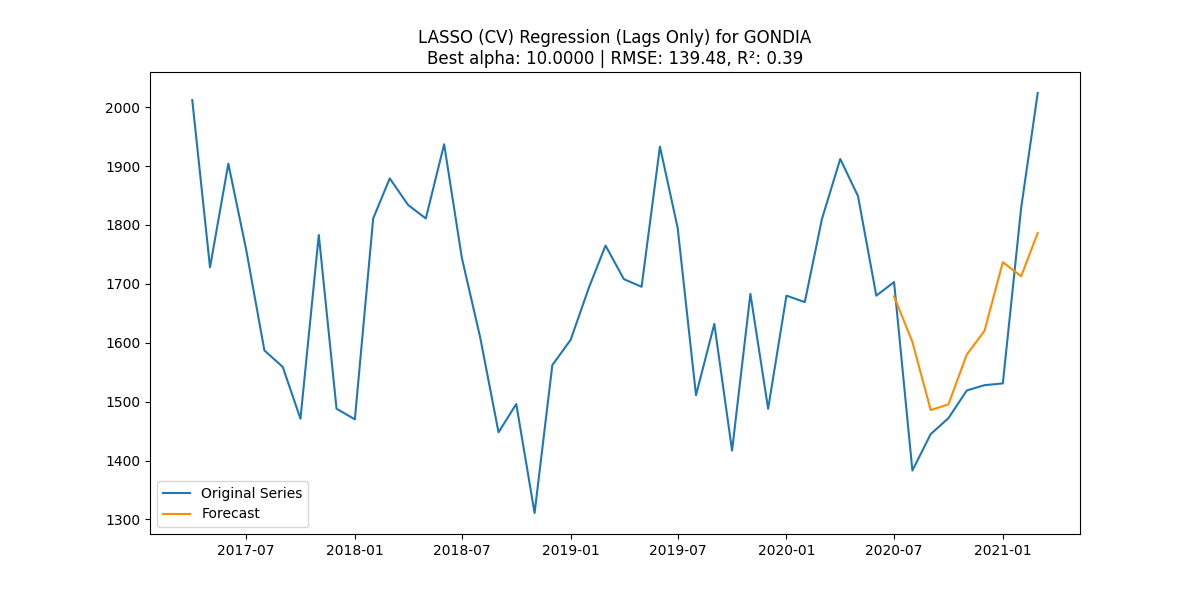 LASSO (CV) Regression (Lags Only) for GONDIA
Best alpha: 10.0000 | RMSE: 139.48, R²: 0.39
2000
1900
1800
1700
1600
1500
1400
1300
Original Series
Forecast
2017-07 2018-01 2018-07 2019-01 2019-07 2020-01 2020-07 2021-01